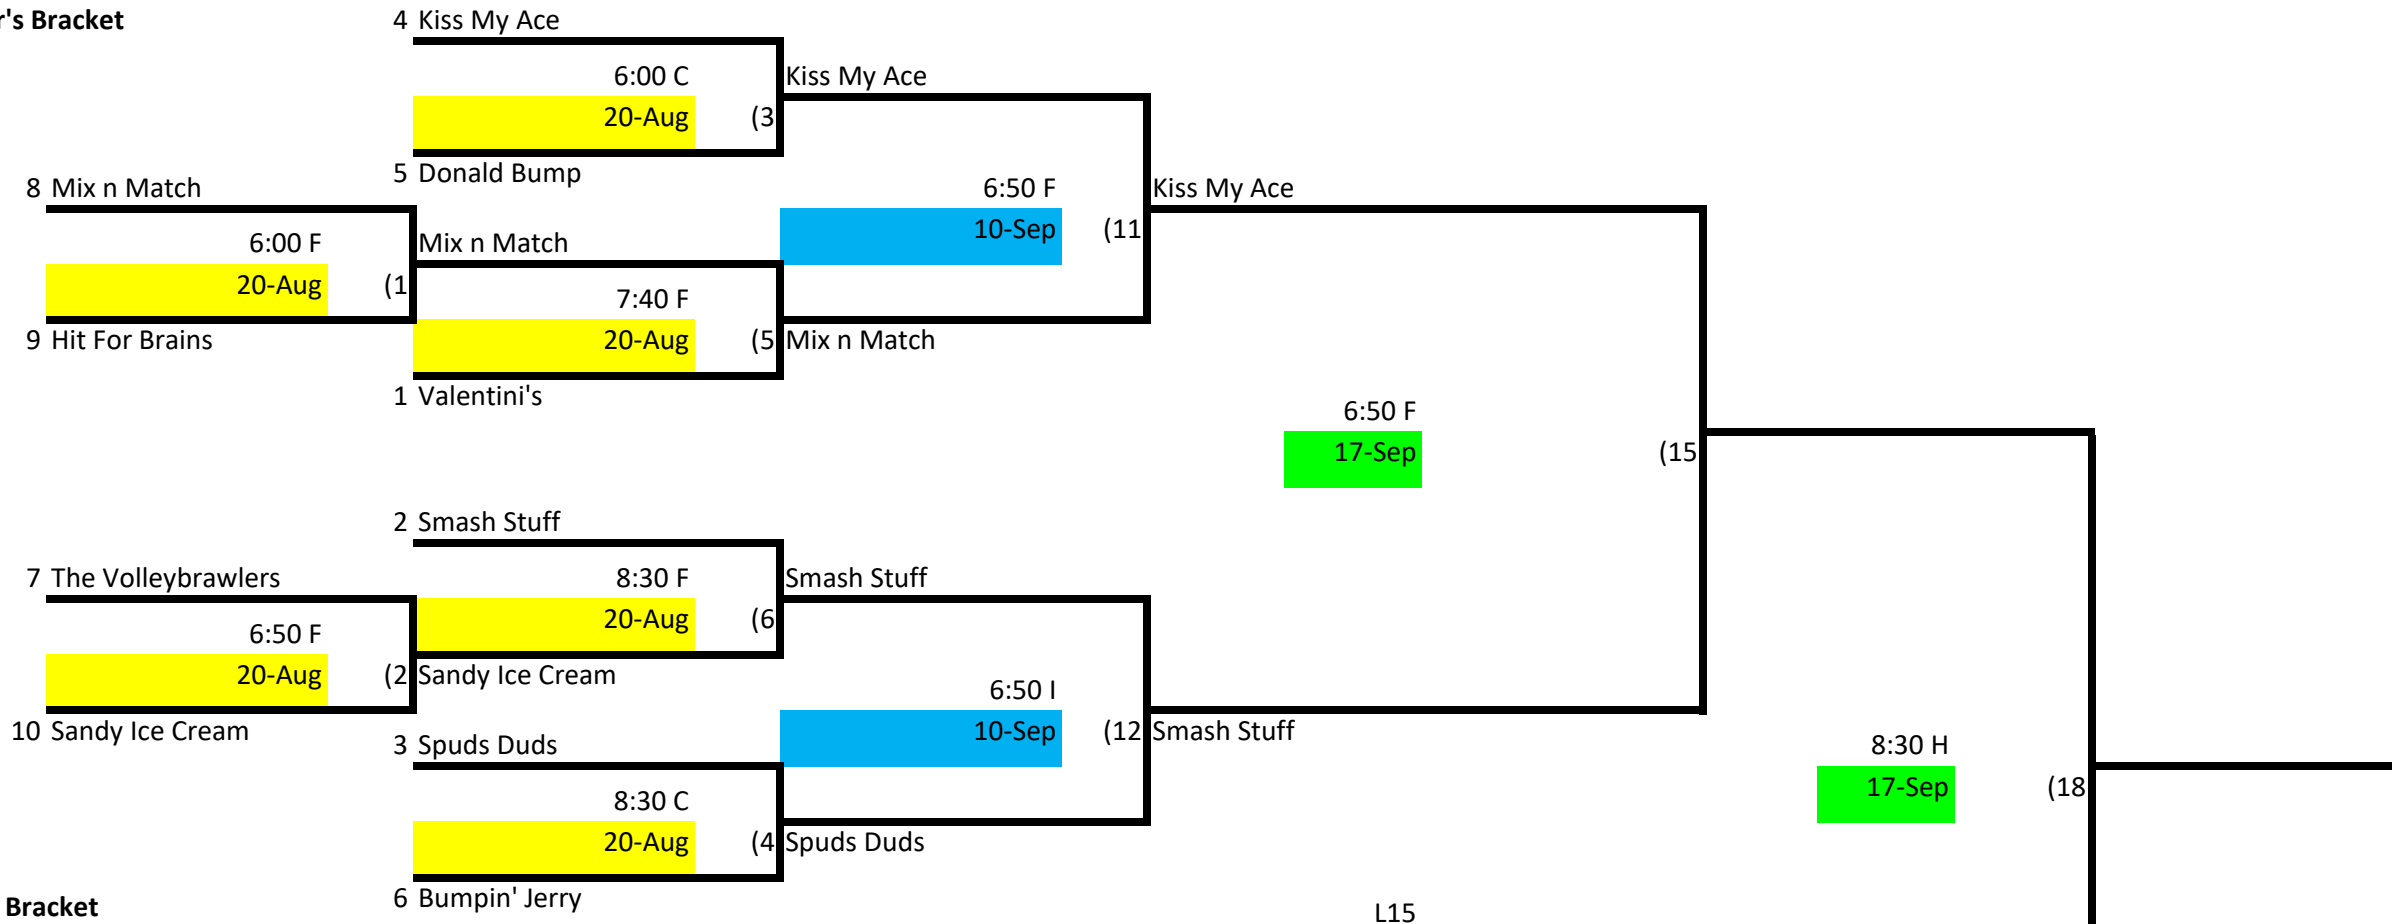 r's Bracket
4 Kiss My Ace
6:00 C
Kiss My Ace
20-Aug (3
5 Donald Bump
8 Mix n Match
6:50 F
Kiss My Ace
6:00 F
Mix n Match
10-Sep (11
20-Aug (1
7:40 F
9 Hit For Brains
20-Aug (5 Mix n Match
1 Valentini's
6:50 F
17-Sep (15
2 Smash Stuff
7 The Volleybrawlers
8:30 F
Smash Stuff
6:50 F
20-Aug (6
20-Aug (2 Sandy Ice Cream
6:50 I
10 Sandy Ice Cream
3 Spuds Duds
10-Sep (12 Smash Stuff
8:30 H
8:30 C
17-Sep (18
20-Aug (4 Spuds Duds
6 Bumpin' Jerry
Bracket
L15